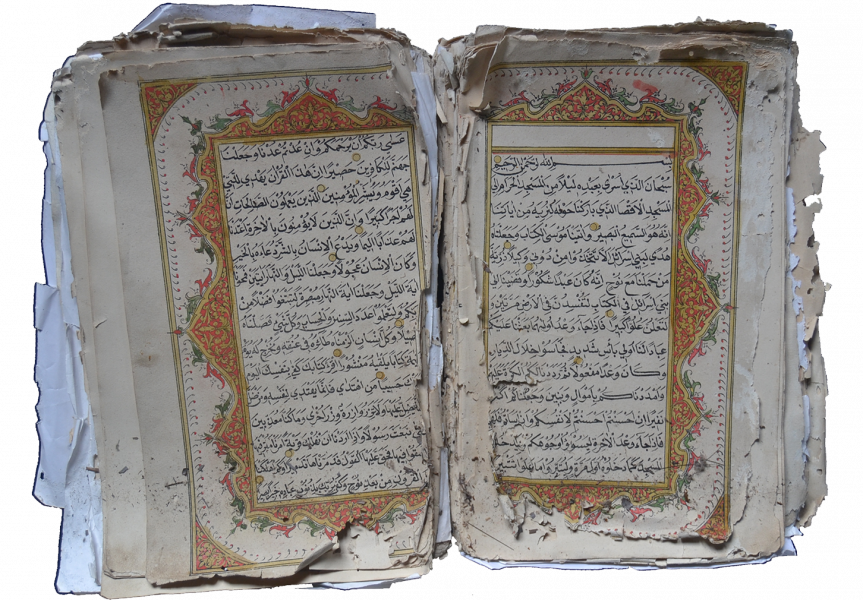 بسم الله الرحمن الرحيم
سبحان الذي أسرى بعبده ليلا من المسجد الحرام إلى
المسجد الأقصا الذي باركنا حوله لنريه من آياتنا
إنه هو السميع البصير وآتينا موسى الكتاب وجعلناه
هدى لبني إسرائيل ألا تتخذوا من دوني وكيلا ذرية
من حملنا مع نوح إنه كان عبدا شكورا وقضينا إلى
بني إسرائيل في الكتاب لتفسدن في الأرض مرتين
ولتعلن علوا كبيرا فإذا جاء وعد أولهما بعثنا عليكم
عبادا لنا أولي بأس شديد فجاسوا خلال الديار
وكان وعدا مفعولا ثم رددنا لكم الكرة
وأمددناكم بأموال وبنين وجعلناكم أكثر
نفيرا إن أحسنتم أحسنتم لأنفسكم وإن أسأتم فلها
فإذا جاء وعد الآخرة ليسوؤا وجوهكم وليدخلوا
المسجد كما دخلوه أول مرة وليتبروا ما علوا تتبيرا
عسى ربكم أن يرحمكم وإن عدتم عدنا وجعلنا
جهنم للكافرين حصيرا إن هذا القرآن يهدي للتي
هي أقوم ويبشر المؤمنين الذين يعملون الصالحات أن
لهم أجرا كبيرا وأن الذين لا يؤمنون بالآخرة أعتدنا
لهم عذابا أليما ويدع الإنسان بالشر دعاءه بالخير
وكان الإنسان عجولا وجعلنا الليل والنهار آيتين فمحونا
آية الليل وجعلنا آية النهار مبصرة لتبتغوا فضلا من
ربكم ولتعلموا عدد السنين والحساب وكل شيء فصلناه
تفصيلا وكل إنسان ألزمناه طائره في عنقه ونخرج له يوم
القيامة كتابا يلقاه منشورا اقرأ كتابك كفى بنفسك اليوم
عليك حسيبا من اهتدى فإنما يهتدي لنفسه ومن ضل
فإنما يضل عليها ولا تزر وازرة وزر أخرى وما كنا معذبين
حتى نبعث رسولا وإذا أردنا أن نهلك قرية أمرنا مترفيها
ففسقوا فيها فحق عليها القول فدمرناها تدميرا وكم أهلكنا
من القرون من بعد نوح وكفى بربك بذنوب عباده خبيرا